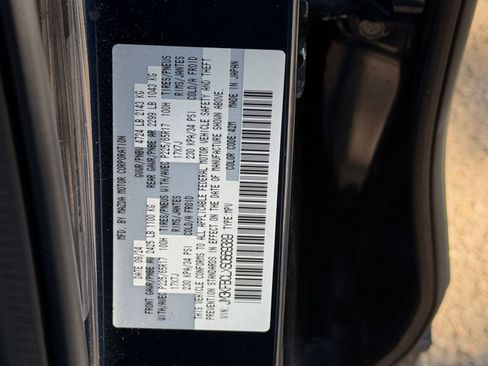 MFD. BY MAZDA MOTOR CORPORATION
DATE 09/24 GVWR/PNBV 4724 LB 2143 KG
FRONT GAWR/PNBE AV 2425 LB 1100 KG REAR GAWR/PNBE AR 2299 LB 1043 KG
WITH/AVEC P225/65R17 100H TIRES/PNEUS WITH/AVEC P225/65R17 100H TIRES/PNEUS
17X7J RIMS/JANTES 17X7J RIMS/JANTES
230 KPA/34 PSI COLD/A FROID 230 KPA/34 PSI COLD/A FROID
THIS VEHICLE CONFORMS TO ALL APPLICABLE FEDERAL MOTOR VEHICLE SAFETY AND THEFT
PREVENTION STANDARDS IN EFFECT ON THE DATE OF MANUFACTURE SHOWN ABOVE.
COLOR CODE: 42M MADE IN JAPAN
VIN: TYPE:MPV